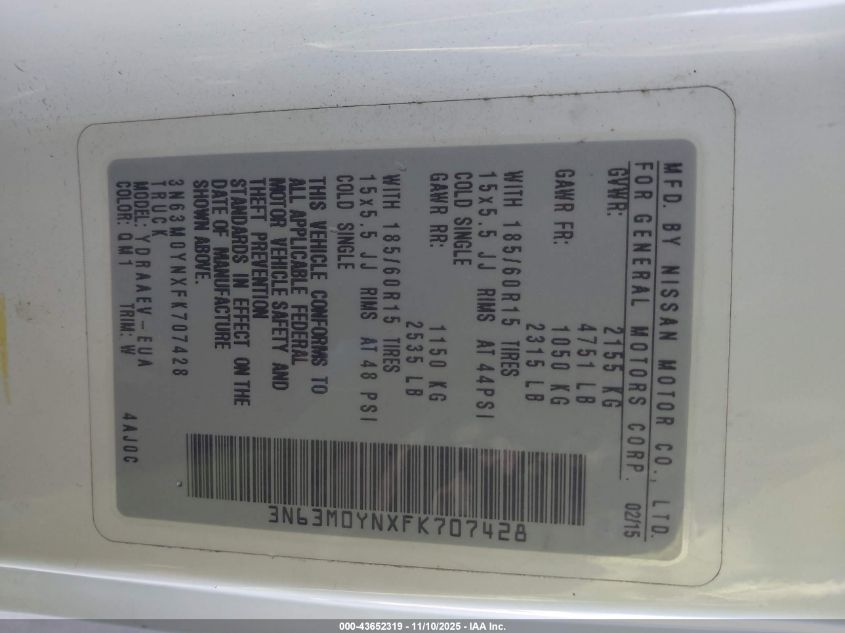 MFD. BY NISSAN MOTOR CO., LTD.
FOR GENERAL MOTORS CORP. 02/15
GVWR: 2155 KG
4751 LB
GAWR FR: 1050 KG
2315 LB
WITH 185/60R15 TIRES
15x5.5 JJ RIMS AT 44PSI
COLD SINGLE
GAWR RR: 1150 KG
2535 LB
WITH 185/60R15 TIRES
15x5.5 JJ RIMS AT 48 PSI
COLD SINGLE
THIS VEHICLE CONFORMS TO
ALL APPLICABLE FEDERAL
MOTOR VEHICLE SAFETY AND
THEFT PREVENTION
STANDARDS IN EFFECT ON THE
DATE OF MANUFACTURE
SHOWN ABOVE.
3N63M0YNXFK707428
TRUCK
MODEL: YDRAAEV-EUA
COLOR: QM1 TRIM: W 4AJ0C
3N63M0YNXFK707428
000-43652319 - 11/10/2025 - IAA Inc.